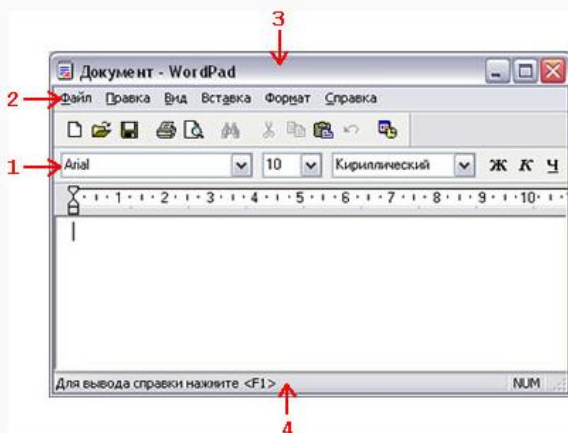 3
Документ - WordPad
2 Файл Правка Вид Вставка Формат Справка
1 Arial 10 Кириллический Ж К Ч
1 2 3 4 5 6 7 8 9 10
Для вывода справки нажмите <F1> NUM
4